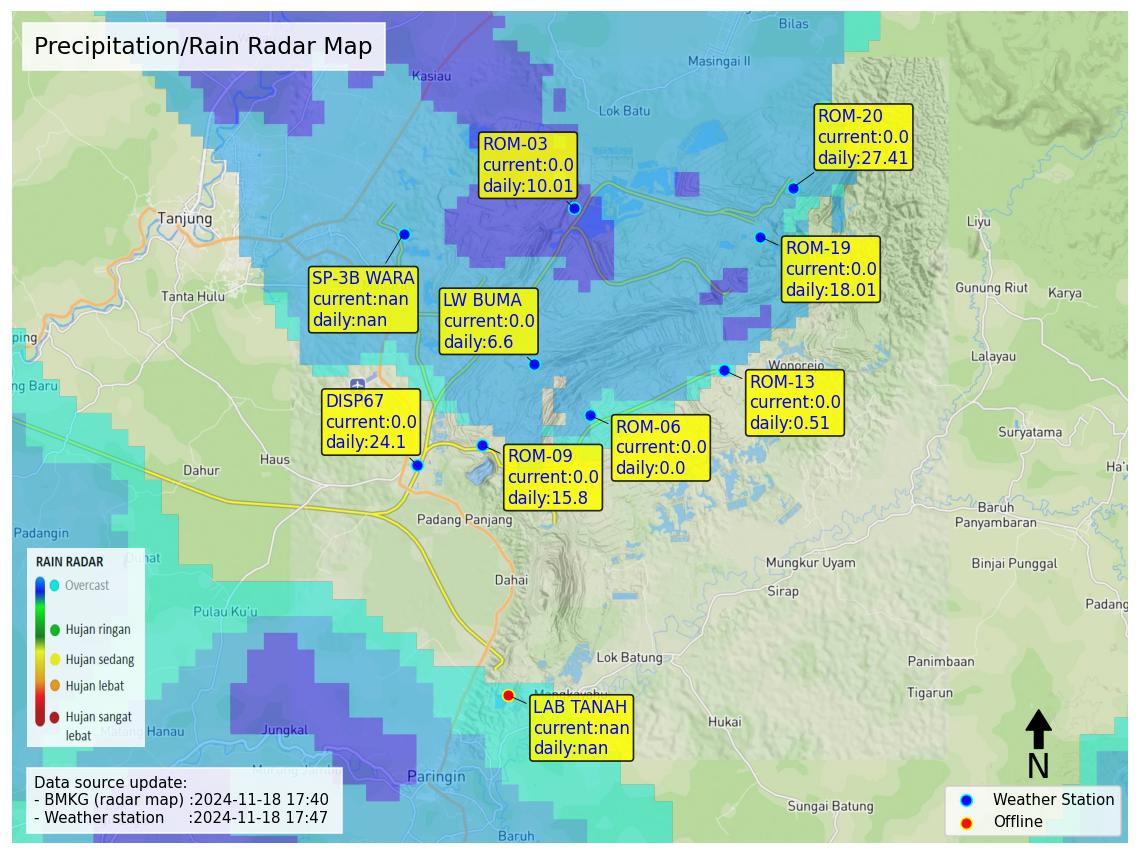 Precipitation/Rain Radar Map
Bilas
Masingai II
Kasiau
Lok Batu
ROM-20
current:0.0
daily:27.41
ROM-03
current:0.0
daily:10.01
Tanjung
Liyu
ROM-19
current:0.0
daily:18.01
SP-3B WARA
current:nan
daily:nan
Tanta Hulu
LW BUMA
current:0.0
daily:6.6
Gunung Riut
Karya
ping
Lalayau
Wonorejo
ng Baru
ROM-13
current:0.0
daily:0.51
DISP67
current:0.0
daily:24.1
ROM-06
current:0.0
daily:0.0
Suryatama
ROM-09
current:0.0
daily:15.8
Haus
Dahur
Ha'u
Baruh
Panyambaran
Padang Panjang
Padangin
Mungkur Uyam
Binjai Punggal
RAIN RADAR
Overcast
Hujan ringan
Hujan sedang
Hujan lebat
Hujan sangat
lebat
Dahai
Sirap
Padang
Pulau Ku'u
Lok Batung
Panimbaan
Tigarun
LAB TANAH
current:nan
daily:nan
Hukai
Jungkal
Hanau
Paringin
N
Data source update:
- BMKG (radar map) :2024-11-18 17:40
- Weather station :2024-11-18 17:47
Sungai Batung
Weather Station
Offline
Baruh